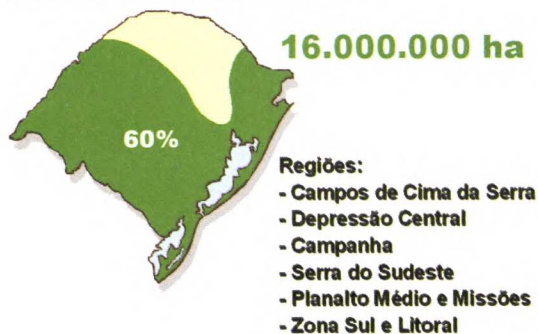 16.000.000 ha
60%
Regiões:
- Campos de Cima da Serra
- Depressão Central
- Campanha
- Serra do Sudeste
- Planalto Médio e Missões
- Zona Sul e Litoral